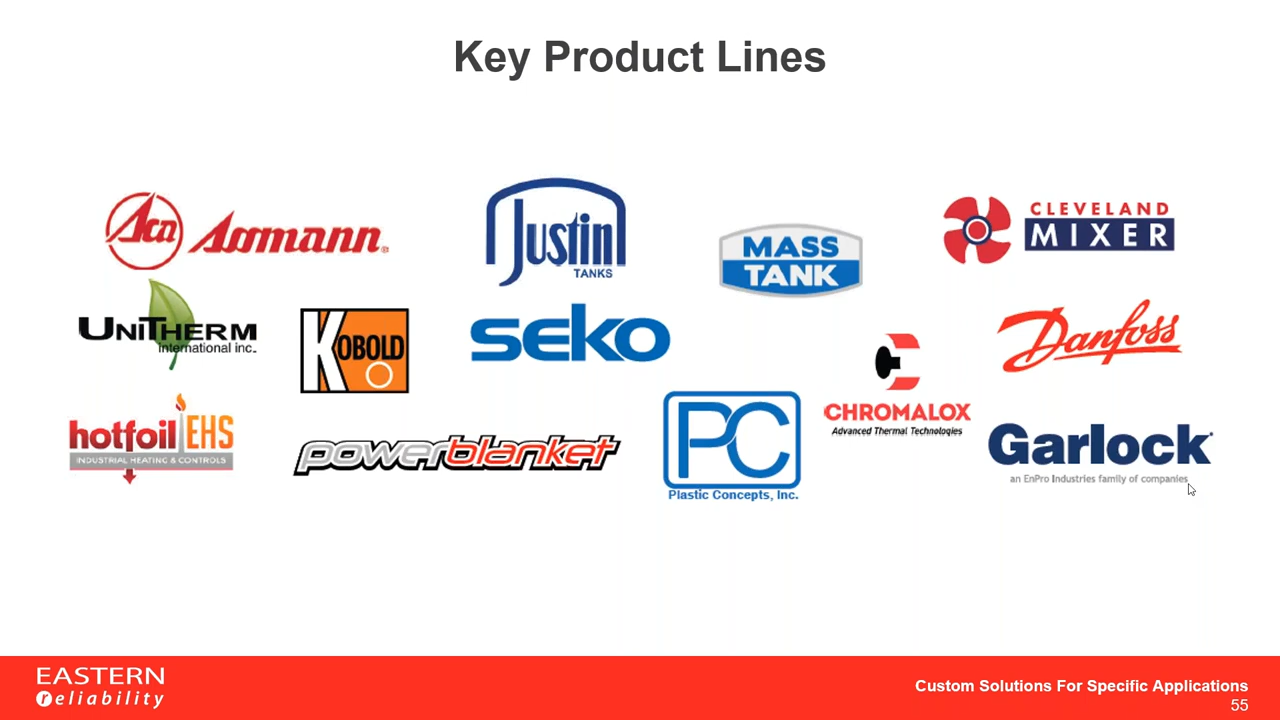 Key Product Lines
Aca Assmann®
Justin
TANKS
MASS
TANK
CLEVELAND
MIXER
UNITHERM
international inc.
KOBOLD
SEKO
Danfoss
CHROMALOX
Advanced Thermal Technologies
hotfoil EHS
INDUSTRIAL HEATING & CONTROLS
powerblanket
PC
Plastic Concepts, Inc.
Garlock
an EnPro Industries family of companies
EASTERN
reliability
Custom Solutions For Specific Applications
55